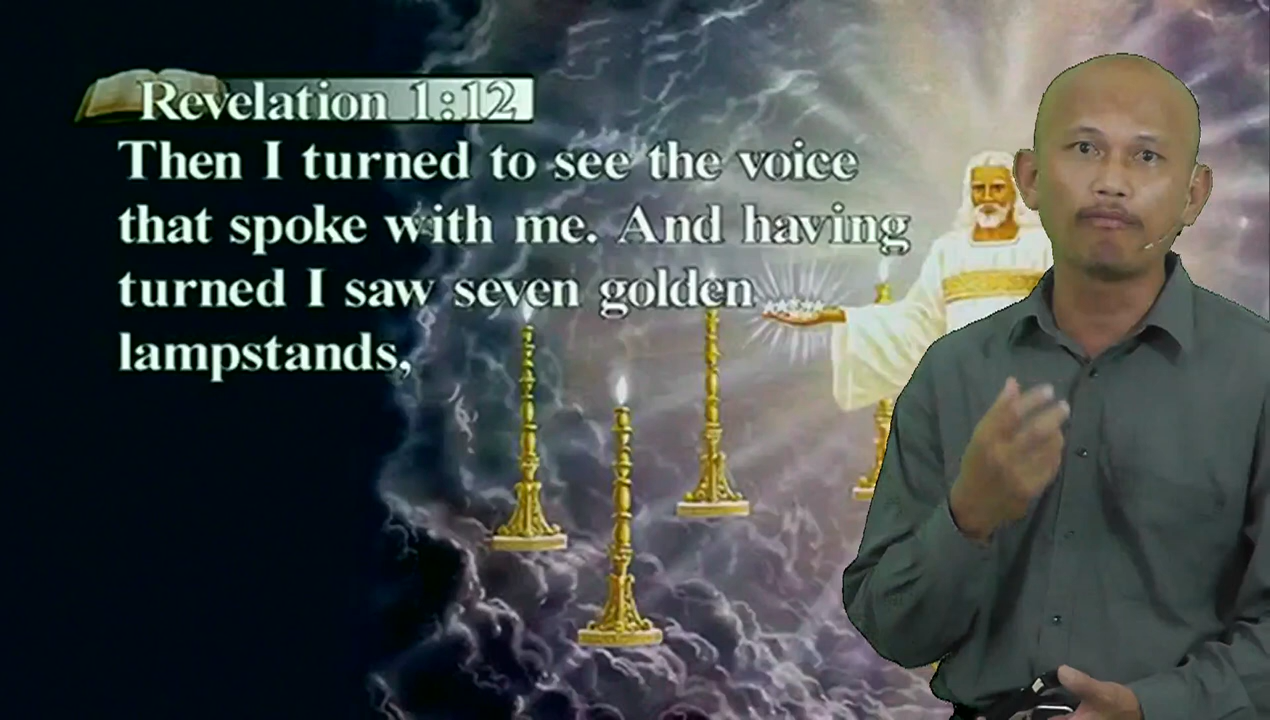 Revelation 1:12
Then I turned to see the voice
that spoke with me. And having
turned I saw seven golden
lampstands,